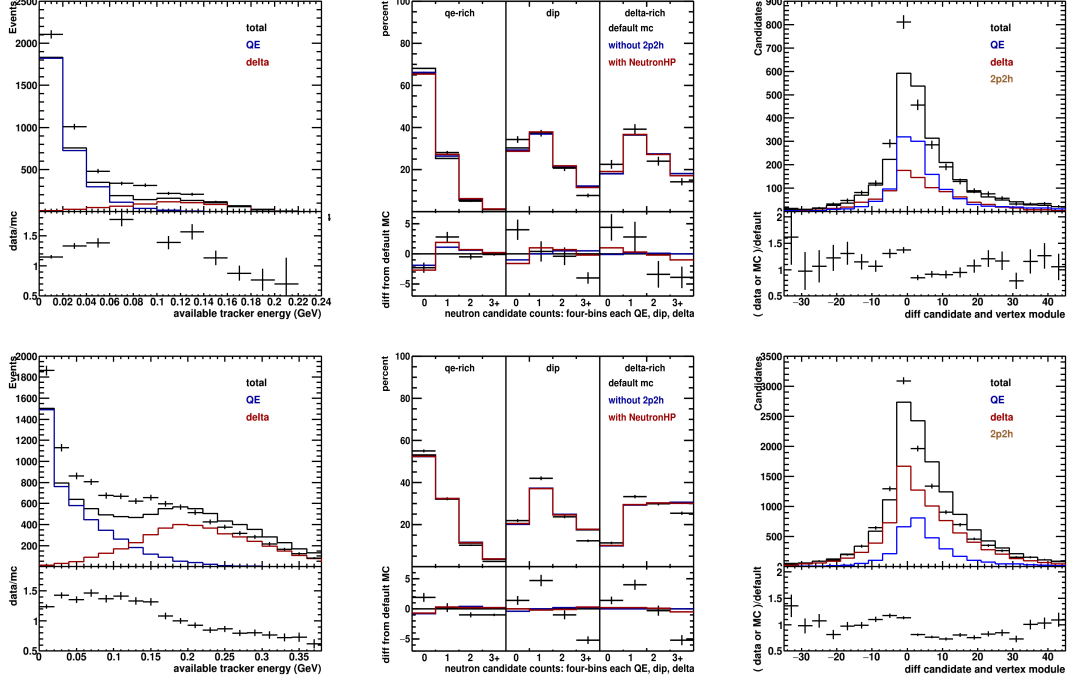 Events
2500
2000
1500
1000
500
total
QE
delta
data/mc
1.5
1
0.5
0 0.02 0.04 0.06 0.08 0.1 0.12 0.14 0.16 0.18 0.2 0.22 0.24
available tracker energy (GeV)
percent
100
80
60
40
20
qe-rich dip delta-rich
default mc
without 2p2h
with NeutronHP
diff from default MC
5
0
−5
0 1 2 3+ 0 1 2 3+ 0 1 2 3+
neutron candidate counts: four-bins each QE, dip, delta
Candidates
900
800
700
600
500
400
300
200
100
0
total
QE
delta
2p2h
( data or MC )/default
2
1.5
1
0.5
−30 −20 −10 0 10 20 30 40
diff candidate and vertex module
Events
2000
1800
1600
1400
1200
1000
800
600
400
200
total
QE
delta
data/mc
1.5
1
0.5
0 0.05 0.1 0.15 0.2 0.25 0.3 0.35
available tracker energy (GeV)
percent
100
80
60
40
20
qe-rich dip delta-rich
default mc
without 2p2h
with NeutronHP
diff from default MC
5
0
−5
0 1 2 3+ 0 1 2 3+ 0 1 2 3+
neutron candidate counts: four-bins each QE, dip, delta
Candidates
3500
3000
2500
2000
1500
1000
500
0
total
QE
delta
2p2h
( data or MC )/default
2
1.5
1
0.5
−30 −20 −10 0 10 20 30 40
diff candidate and vertex module